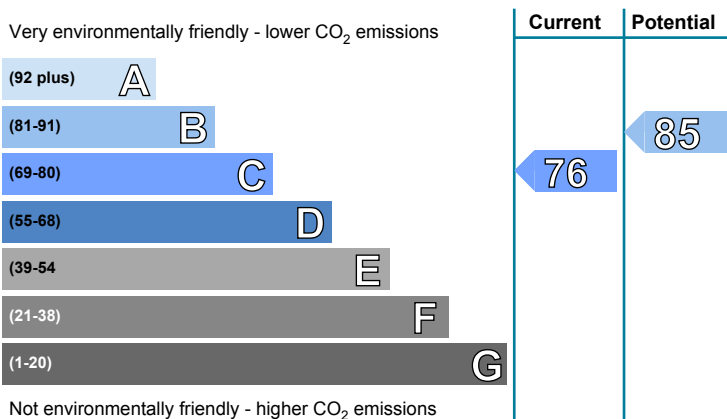 Very environmentally friendly - lower CO2 emissions
Current
Potential
(92 plus) A
(81-91) B
85
(69-80) C
76
(55-68) D
(39-54 E
(21-38) F
(1-20) G
Not environmentally friendly - higher CO2 emissions